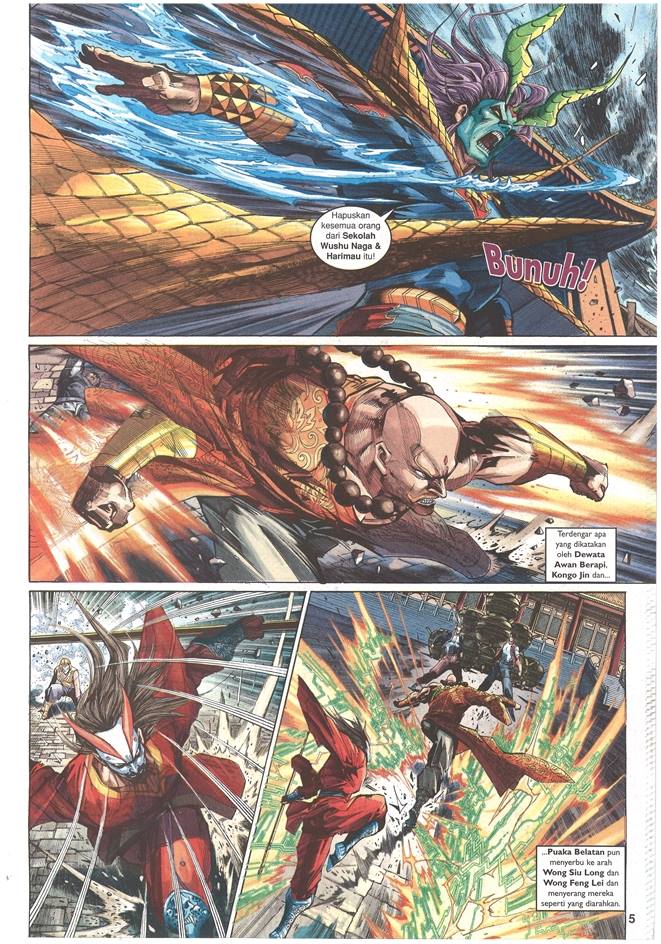 Hapuskan
kesemua orang
dari Sekolah
Wushu Naga &
Harimau itu!
Bunuh!
Terdengar apa
yang dikatakan
oleh Dewata
Awan Berapi,
Kongo Jin dan...
...Puaka Belatan pun
menyerbu ke arah
Wong Siu Long dan
Wong Feng Lei dan
menyerang mereka
seperti yang diarahkan.
5